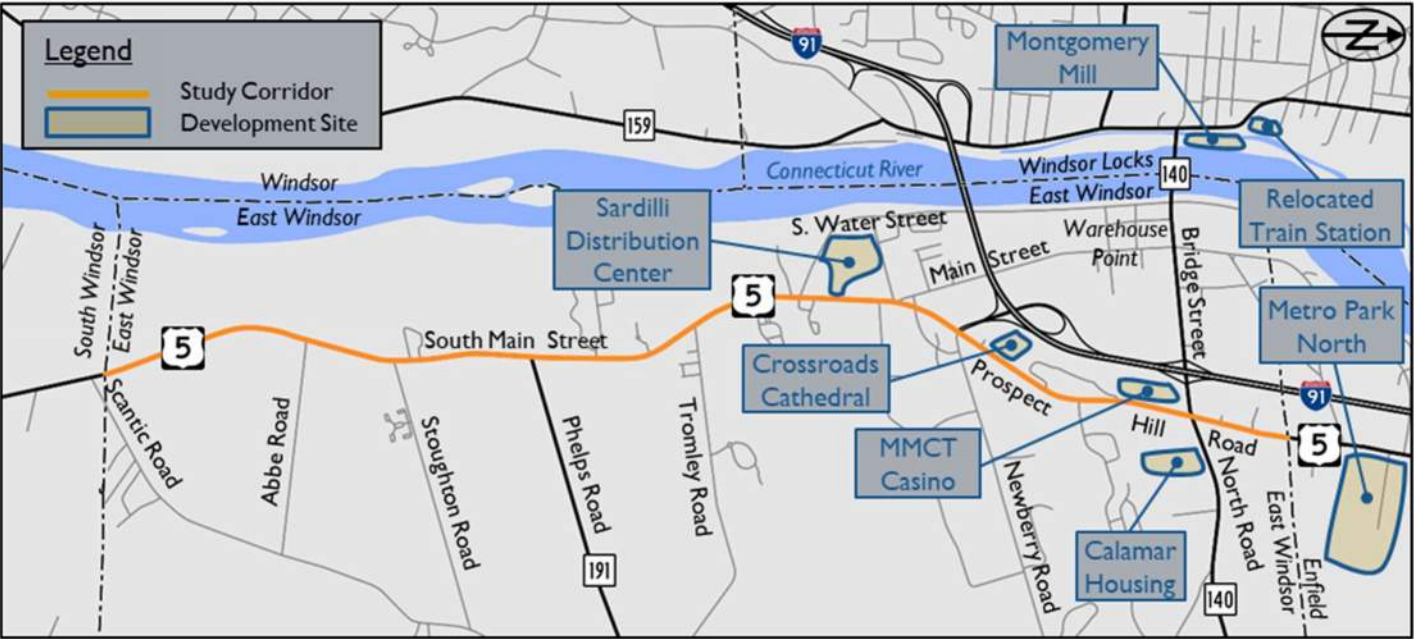 Legend
Study Corridor
Development Site
91
Montgomery
Mill
Z
159
Windsor
East Windsor
Connecticut River
Windsor Locks
East Windsor
140
Relocated
Train Station
Sardilli
Distribution
Center
S. Water Street
Main Street
Warehouse
Point
Bridge Street
South Windsor
East Windsor
5
South Main Street
5
Metro Park
North
Crossroads
Cathedral
Prospect
Hill
Road
91
5
MMCT
Casino
Scantic Road
Abbe Road
Stoughton Road
Phelps Road
191
Tromley Road
Newberry Road
Calamar
Housing
North Road
140
East Windsor
Enfield